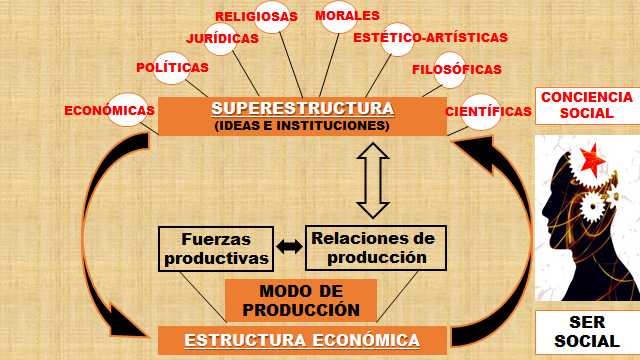 RELIGIOSAS
MORALES
JURÍDICAS
ESTÉTICO-ARTÍSTICAS
POLÍTICAS
FILOSÓFICAS
ECONÓMICAS
SUPERESTRUCTURA
(IDEAS E INSTITUCIONES)
CIENTÍFICAS
CONCIENCIA
SOCIAL
Fuerzas
productivas
Relaciones de
producción
MODO DE
PRODUCCIÓN
ESTRUCTURA ECONÓMICA
SER
SOCIAL